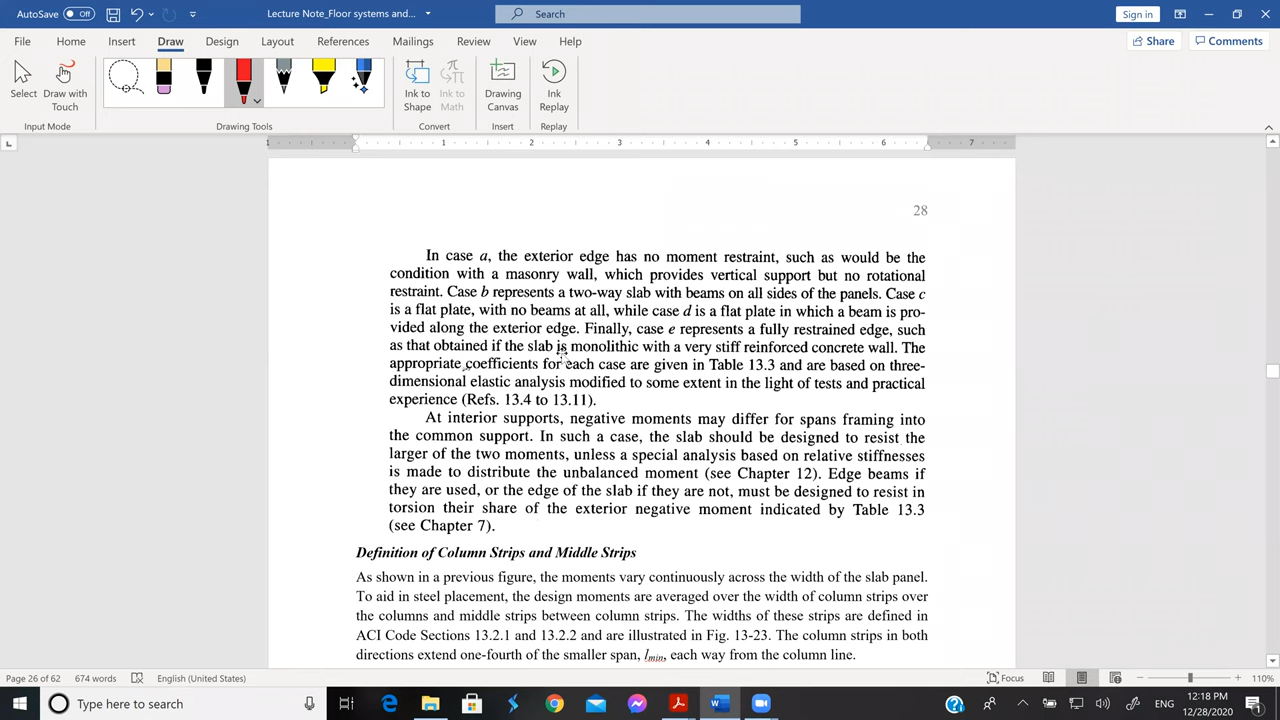 AutoSave Off Lecture Note_Floor systems and... Search Sign in
File Home Insert Draw Design Layout References Mailings Review View Help Share Comments
Select Draw with Touch Ink to Shape Ink to Math Drawing Canvas Ink Replay
Input Mode Drawing Tools Convert Insert Replay
1 1 2 3 4 5 6 7
28
In case a, the exterior edge has no moment restraint, such as would be the
condition with a masonry wall, which provides vertical support but no rotational
restraint. Case b represents a two-way slab with beams on all sides of the panels. Case c
is a flat plate, with no beams at all, while case d is a flat plate in which a beam is pro-
vided along the exterior edge. Finally, case e represents a fully restrained edge, such
as that obtained if the slab is monolithic with a very stiff reinforced concrete wall. The
appropriate coefficients for each case are given in Table 13.3 and are based on three-
dimensional elastic analysis modified to some extent in the light of tests and practical
experience (Refs. 13.4 to 13.11).
At interior supports, negative moments may differ for spans framing into
the common support. In such a case, the slab should be designed to resist the
larger of the two moments, unless a special analysis based on relative stiffnesses
is made to distribute the unbalanced moment (see Chapter 12). Edge beams if
they are used, or the edge of the slab if they are not, must be designed to resist in
torsion their share of the exterior negative moment indicated by Table 13.3
(see Chapter 7).
Definition of Column Strips and Middle Strips
As shown in a previous figure, the moments vary continuously across the width of the slab panel.
To aid in steel placement, the design moments are averaged over the width of column strips over
the columns and middle strips between column strips. The widths of these strips are defined in
ACI Code Sections 13.2.1 and 13.2.2 and are illustrated in Fig. 13-23. The column strips in both
directions extend one-fourth of the smaller span, lmin, each way from the column line.
Page 26 of 62 674 words English (United States) Focus 110%
Type here to search ENG 12:18 PM
12/28/2020